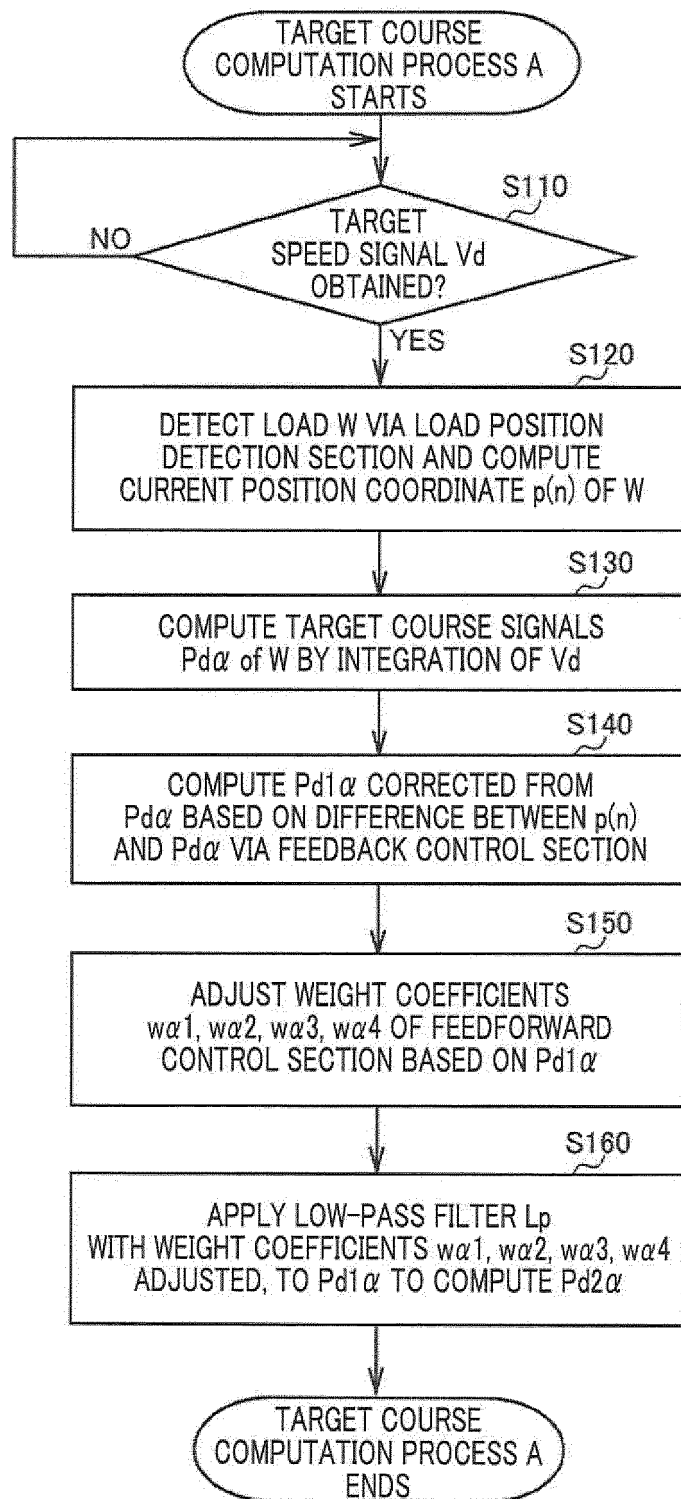 TARGET COURSE
COMPUTATION PROCESS A
STARTS
S110
TARGET
SPEED SIGNAL Vd
OBTAINED?
NO
YES
S120
DETECT LOAD W VIA LOAD POSITION
DETECTION SECTION AND COMPUTE
CURRENT POSITION COORDINATE p(n) OF W
S130
COMPUTE TARGET COURSE SIGNALS
Pdα of W BY INTEGRATION OF Vd
S140
COMPUTE Pd1α CORRECTED FROM
Pdα BASED ON DIFFERENCE BETWEEN p(n)
AND Pdα VIA FEEDBACK CONTROL SECTION
S150
ADJUST WEIGHT COEFFICIENTS
wα1, wα2, wα3, wα4 OF FEEDFORWARD
CONTROL SECTION BASED ON Pd1α
S160
APPLY LOW-PASS FILTER Lp
WITH WEIGHT COEFFICIENTS wα1, wα2, wα3, wα4
ADJUSTED, TO Pd1α TO COMPUTE Pd2α
TARGET COURSE
COMPUTATION PROCESS A
ENDS